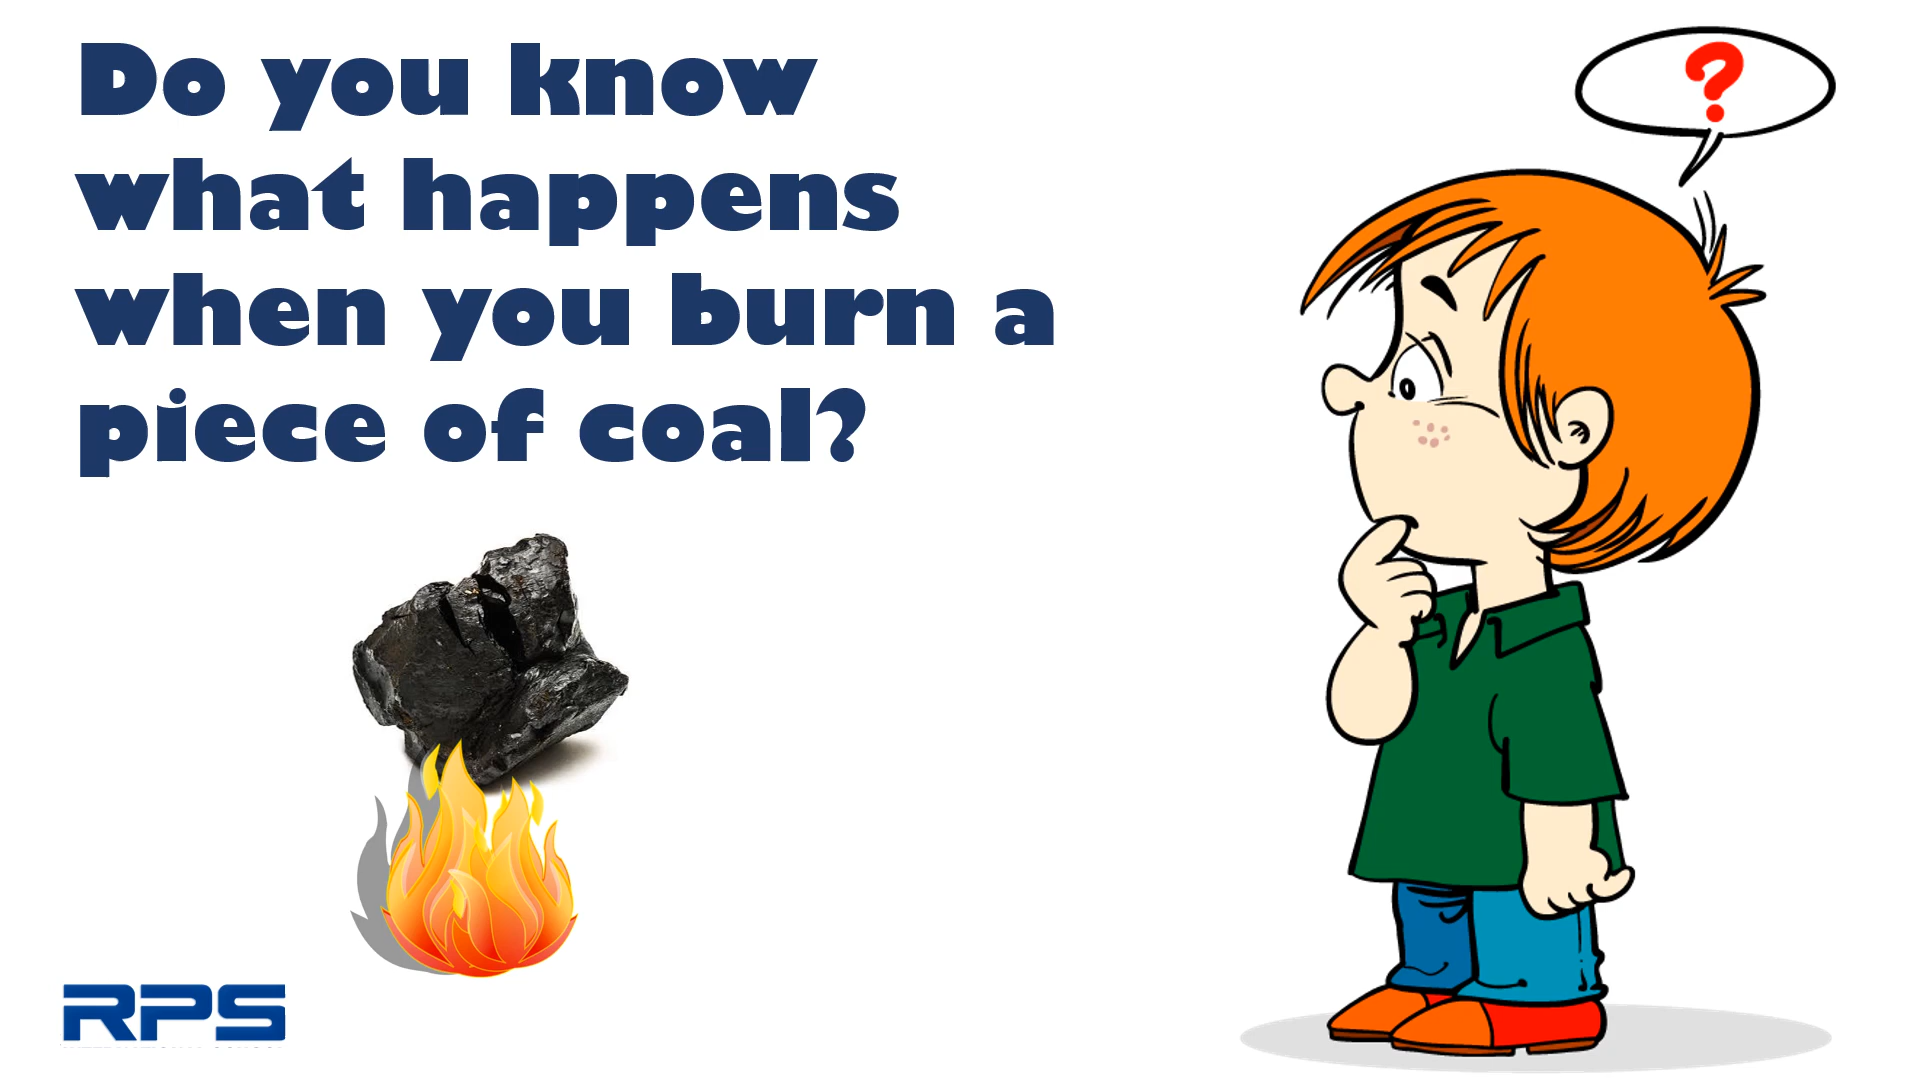 Do you know
what happens
when you burn a
piece of coal?
?
RPS